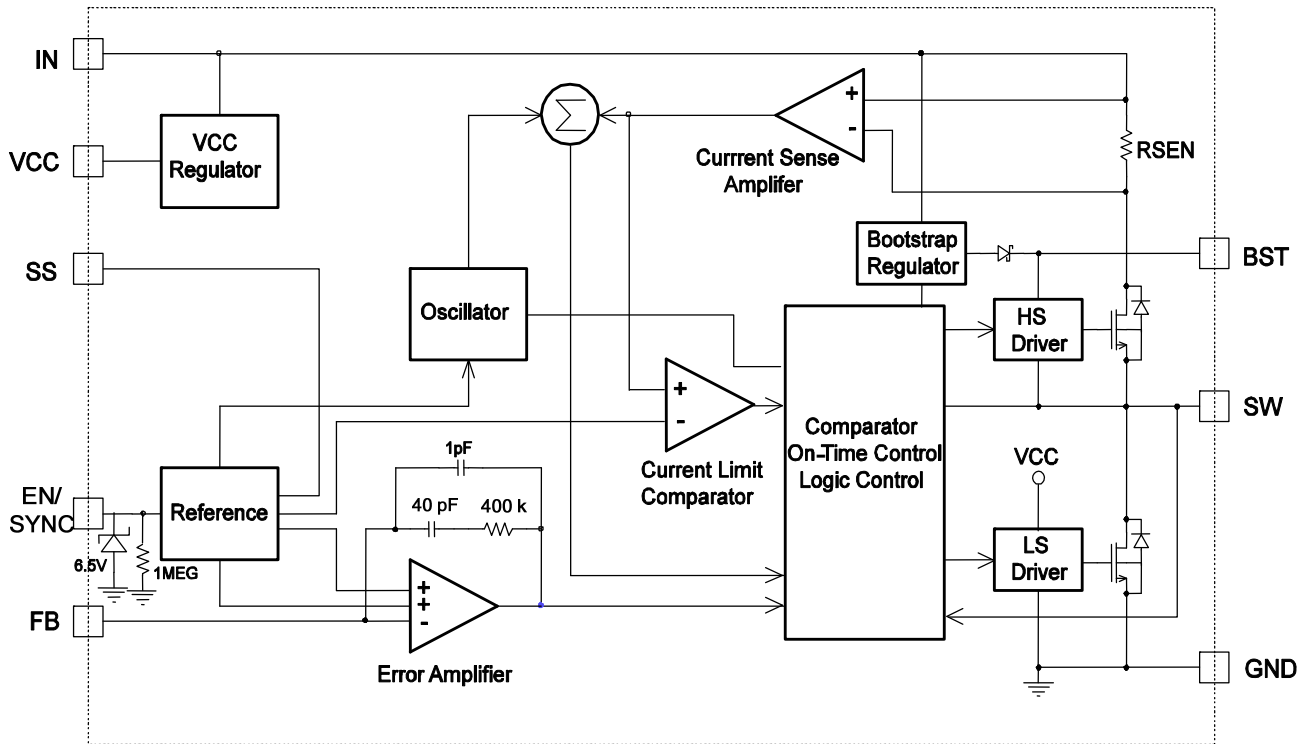 IN
VCC
Regulator
VCC
Σ
+
-
Currrent Sense
Amplifer
RSEN
SS
Bootstrap
Regulator
BST
Oscillator
HS
Driver
+
-
Current Limit
Comparator
SW
Comparator
On-Time Control
Logic Control
VCC
1pF
40 pF
400 k
EN/
SYNC
Reference
6.5V
1MEG
LS
Driver
+
+
-
FB
Error Amplifier
GND